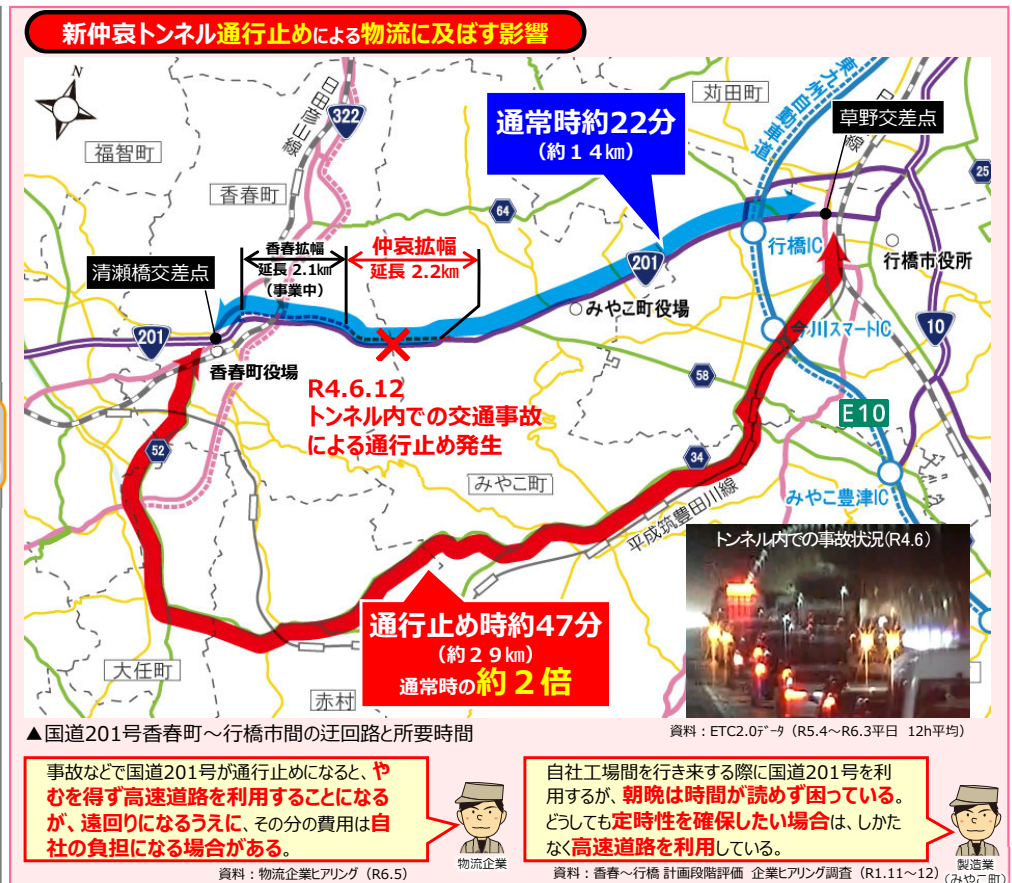 新仲哀トンネル通行止めによる物流に及ぼす影響
N
日田彦山線
322
福智町
香春町
苅田町
東九州自動車道
草野交差点
通常時約22分
(約14㎞)
25
64
香春拡幅
延長 2.1㎞
(事業中)
仲哀拡幅
延長 2.2㎞
清瀬橋交差点
201
行橋IC
行橋市役所
みやこ町役場
201
今川スマートIC
10
香春町役場
R4.6.12
トンネル内での交通事故
による通行止め発生
58
E10
52
34
みやこ町
みやこ豊津IC
平成筑豊田川線
トンネル内での事故状況(R4.6)
通行止め時約47分
(約29㎞)
通常時の約2倍
大任町
赤村
▲国道201号香春町~行橋市間の迂回路と所要時間
資料:ETC2.0データ(R5.4~R6.3平日 12h平均)
事故などで国道201号が通行止めになると、や
むを得ず高速道路を利用することになる
が、遠回りになるうえに、その分の費用は自
社の負担になる場合がある。
物流企業
資料:物流企業ヒアリング(R6.5)
自社工場間を行き来する際に国道201号を利
用するが、朝晩は時間が読めず困っている。
どうしても定時性を確保したい場合は、しかた
なく高速道路を利用している。
製造業
(みやこ町)
資料:香春~行橋 計画段階評価 企業ヒアリング調査(R1.11~12)